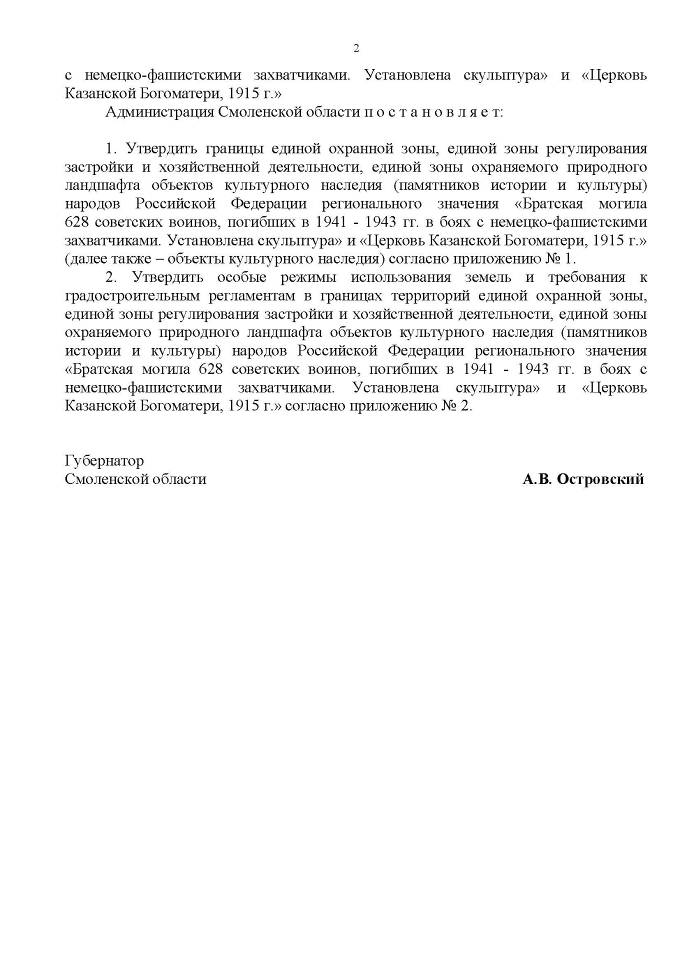 2
с немецко-фашистскими захватчиками. Установлена скульптура» и «Церковь
Казанской Богоматери, 1915 г.»
Администрация Смоленской области п о с т а н о в л я е т:
1. Утвердить границы единой охранной зоны, единой зоны регулирования
застройки и хозяйственной деятельности, единой зоны охраняемого природного
ландшафта объектов культурного наследия (памятников истории и культуры)
народов Российской Федерации регионального значения «Братская могила
628 советских воинов, погибших в 1941 - 1943 гг. в боях с немецко-фашистскими
захватчиками. Установлена скульптура» и «Церковь Казанской Богоматери, 1915 г.»
(далее также – объекты культурного наследия) согласно приложению № 1.
2. Утвердить особые режимы использования земель и требования к
градостроительным регламентам в границах территорий единой охранной зоны,
единой зоны регулирования застройки и хозяйственной деятельности, единой зоны
охраняемого природного ландшафта объектов культурного наследия (памятников
истории и культуры) народов Российской Федерации регионального значения
«Братская могила 628 советских воинов, погибших в 1941 - 1943 гг. в боях с
немецко-фашистскими захватчиками. Установлена скульптура» и «Церковь
Казанской Богоматери, 1915 г.» согласно приложению № 2.
Губернатор
Смоленской области А.В. Островский